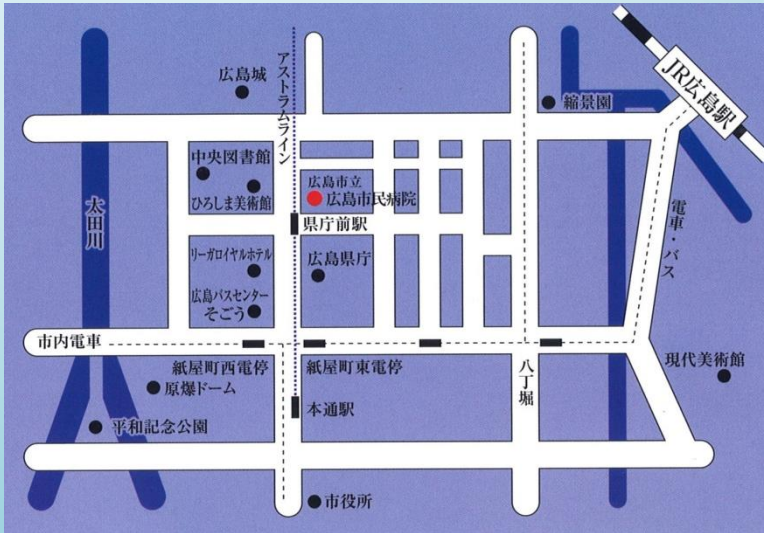 広島城
アストラムライン
縮景園
JR広島駅
中央図書館
ひろしま美術館
広島市立
広島市民病院
太田川
県庁前駅
電車・バス
リーガロイヤルホテル
広島県庁
広島バスセンター
そごう
市内電車
紙屋町西電停
紙屋町東電停
八丁堀
現代美術館
原爆ドーム
本通駅
平和記念公園
市役所